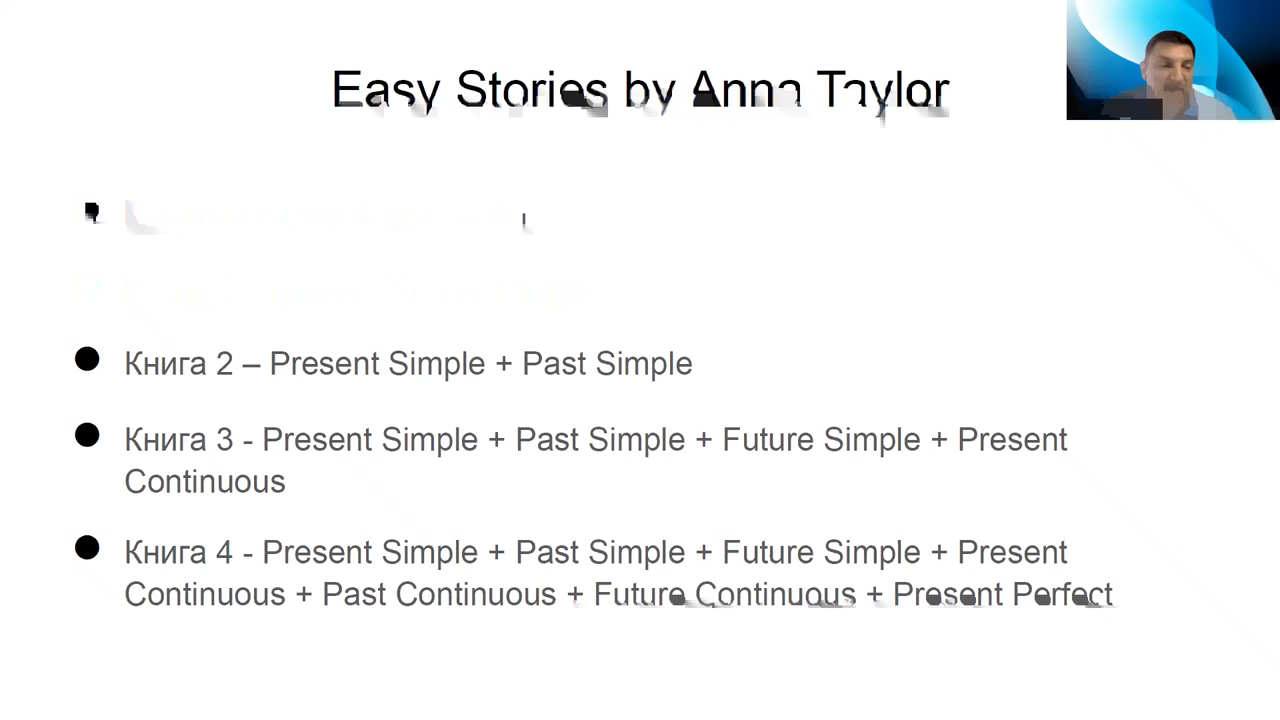 Easy Stories by Anna Taylor
Книга 2 – Present Simple + Past Simple
Книга 3 - Present Simple + Past Simple + Future Simple + Present
Continuous
Книга 4 - Present Simple + Past Simple + Future Simple + Present
Continuous + Past Continuous + Future Continuous + Present Perfect